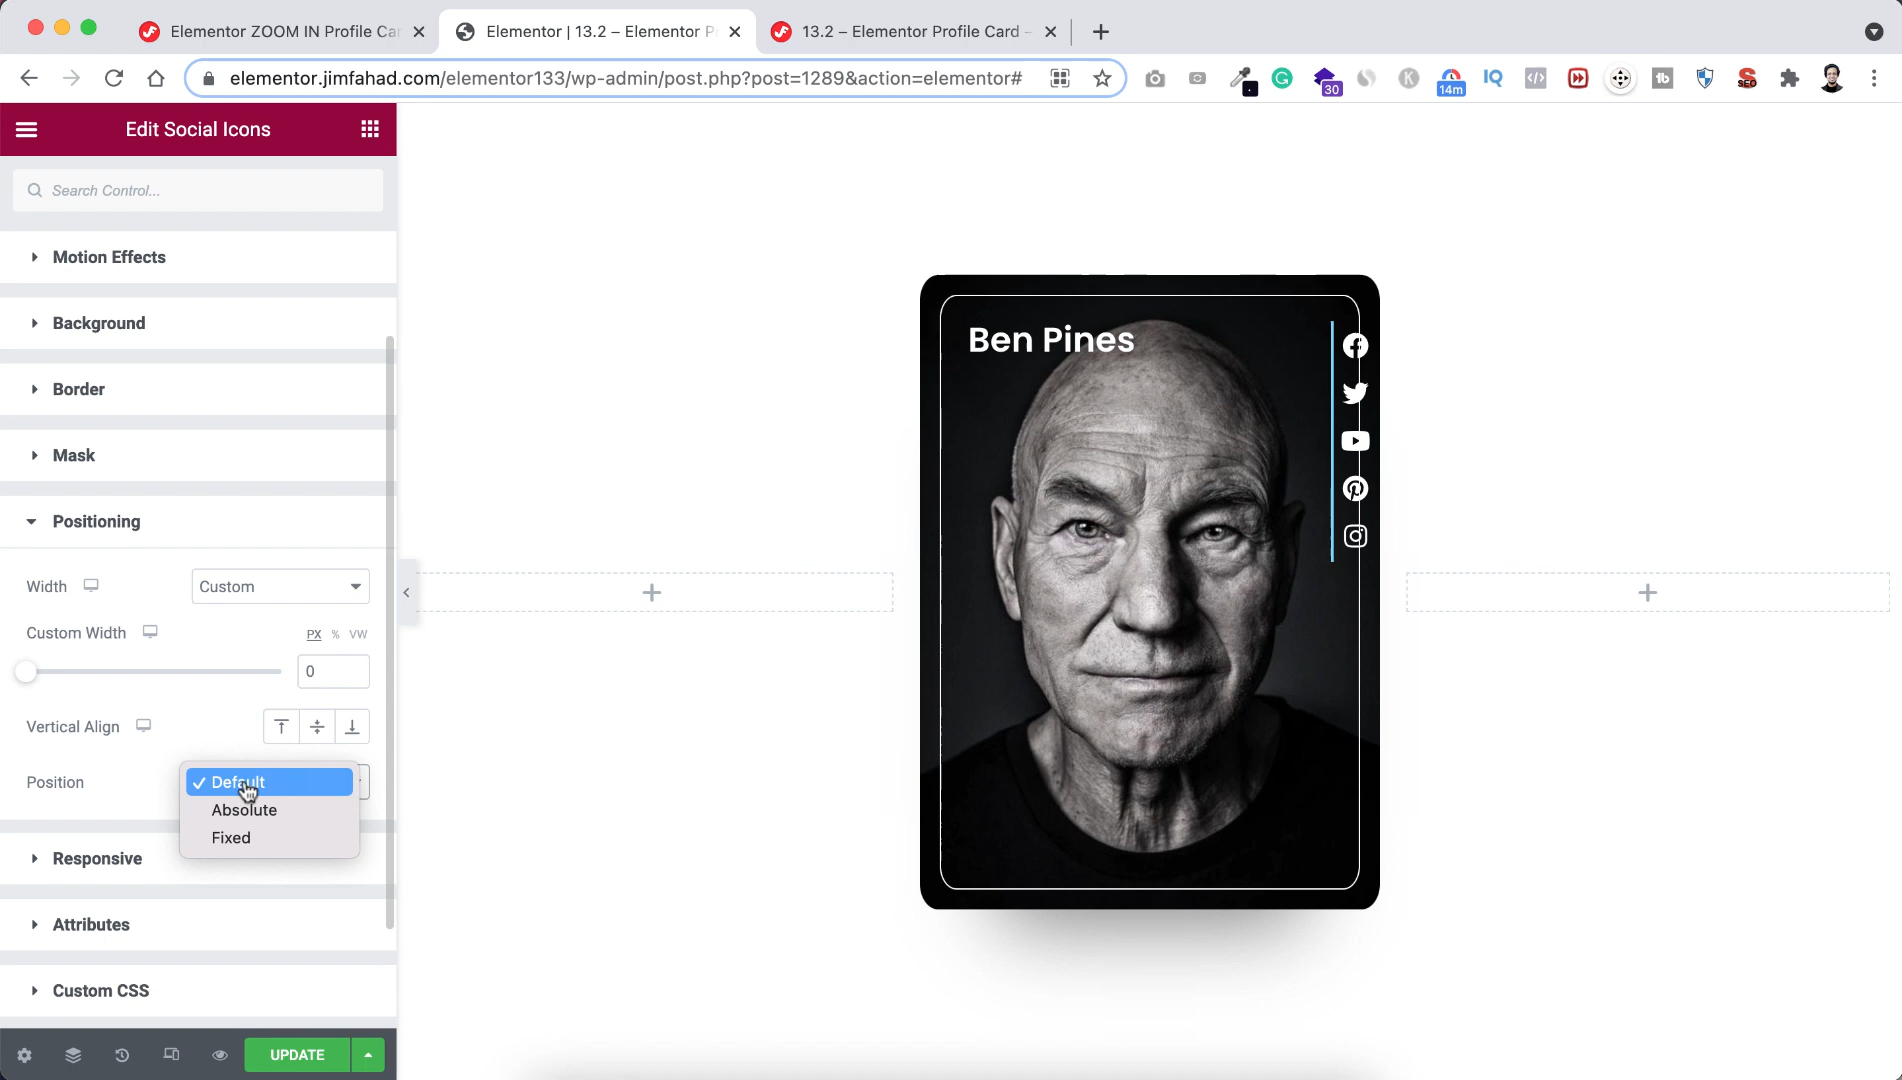 Elementor ZOOM IN Profile Car
Elementor | 13.2 – Elementor P
13.2 – Elementor Profile Card –
elementor.jimfahad.com/elementor133/wp-admin/post.php?post=1289&action=elementor#
30
K
14m
IQ
tb
SEO
Edit Social Icons
Search Control...
Motion Effects
Background
Border
Mask
Positioning
Width
Custom
Custom Width
PX % VW
0
Vertical Align
Position
Default
Absolute
Fixed
Responsive
Attributes
Custom CSS
UPDATE
Ben Pines